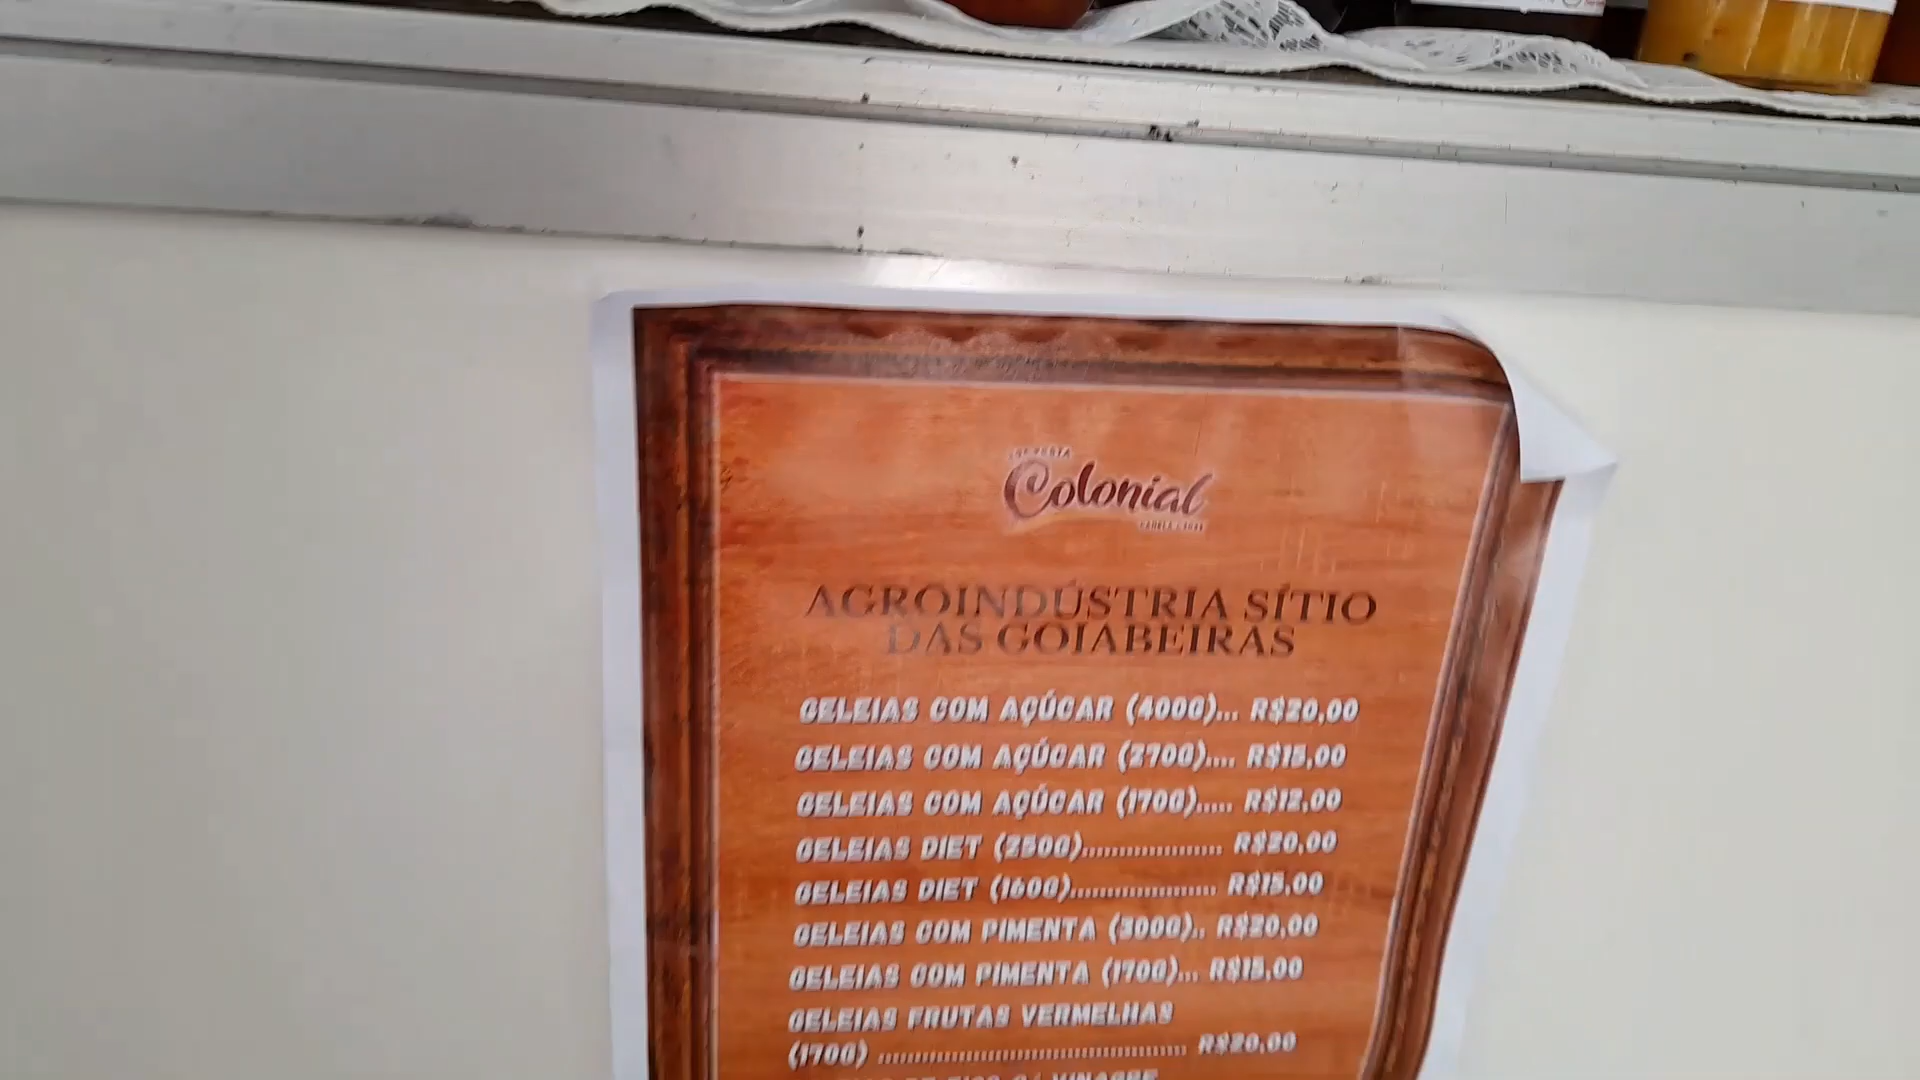 Colonial
AGROINDÚSTRIA SÍTIO
DAS GOIABEIRAS
GELEIAS COM AÇÚCAR (400G)... R$20,00
GELEIAS COM AÇÚCAR (270G).... R$15,00
GELEIAS COM AÇÚCAR (170G)..... R$12,00
GELEIAS DIET (250G)................... R$20,00
GELEIAS DIET (160G).................... R$15,00
GELEIAS COM PIMENTA (300G).. R$20,00
GELEIAS COM PIMENTA (170G)... R$15,00
GELEIAS FRUTAS VERMELHAS
(170G) .......................................... R$20,00
VINAGRE